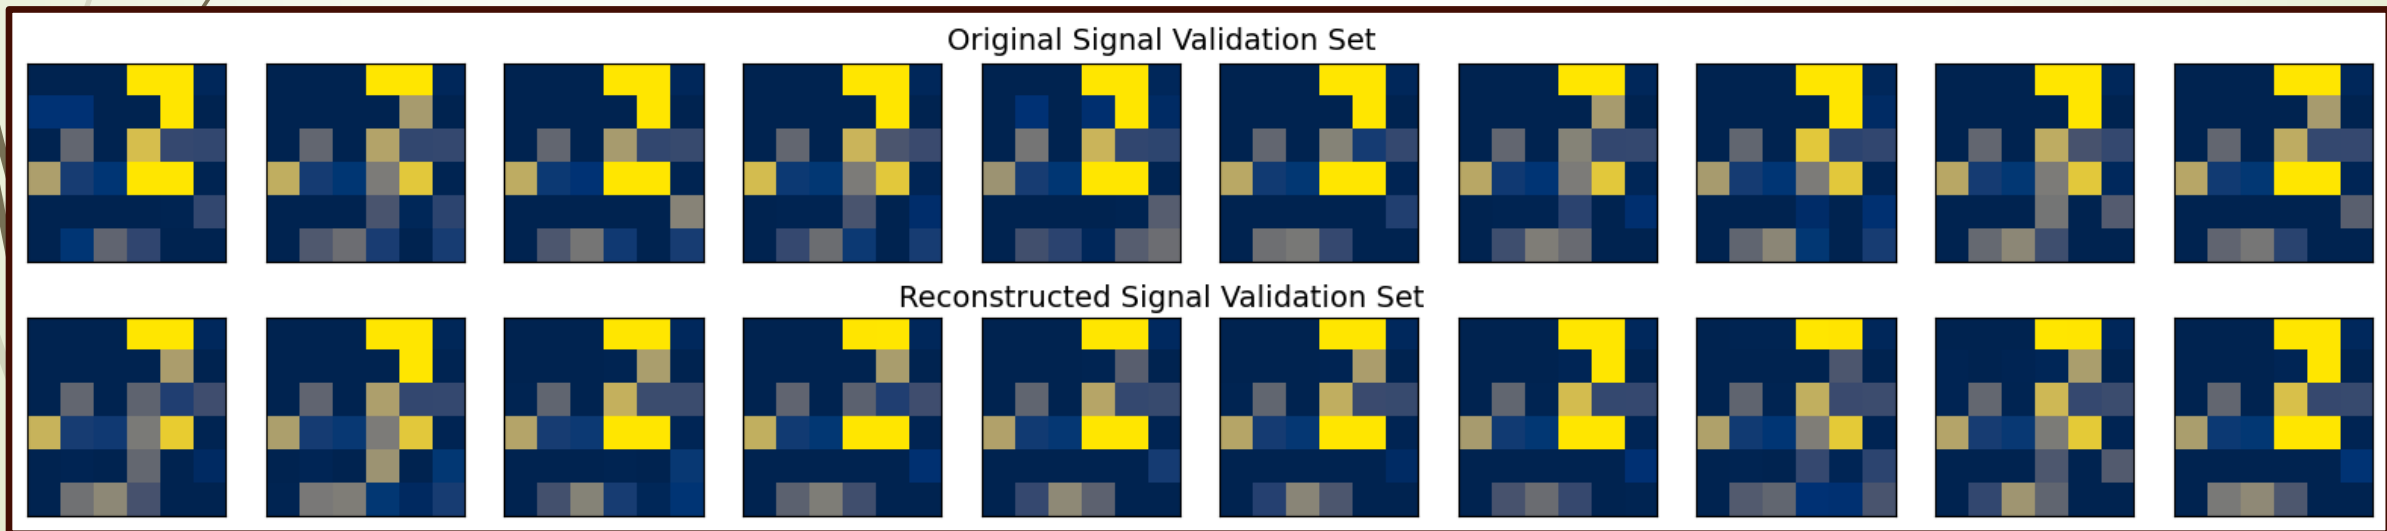 Original Signal Validation Set
Reconstructed Signal Validation Set